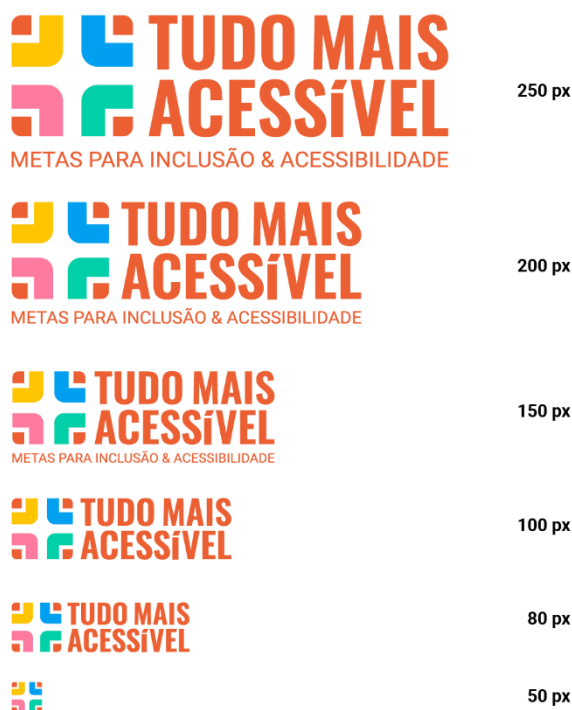 TUDO MAIS
ACESSíVEL
250 px
METAS PARA INCLUSÃO & ACESSIBILIDADE
TUDO MAIS
ACESSíVEL
200 px
METAS PARA INCLUSÃO & ACESSIBILIDADE
TUDO MAIS
ACESSíVEL
150 px
METAS PARA INCLUSÃO & ACESSIBILIDADE
TUDO MAIS
ACESSíVEL
100 px
TUDO MAIS
ACESSíVEL
80 px
50 px